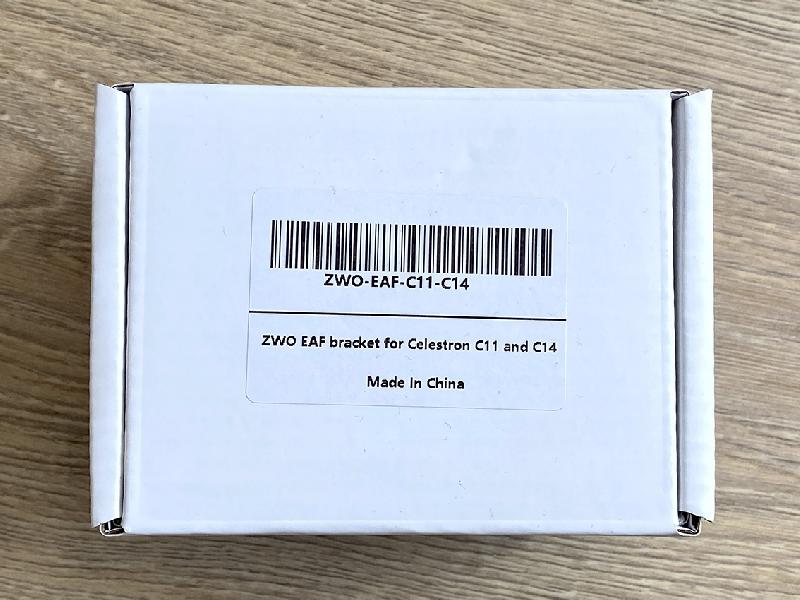 ZWO-EAF-C11-C14
ZWO EAF bracket for Celestron C11 and C14
Made In China